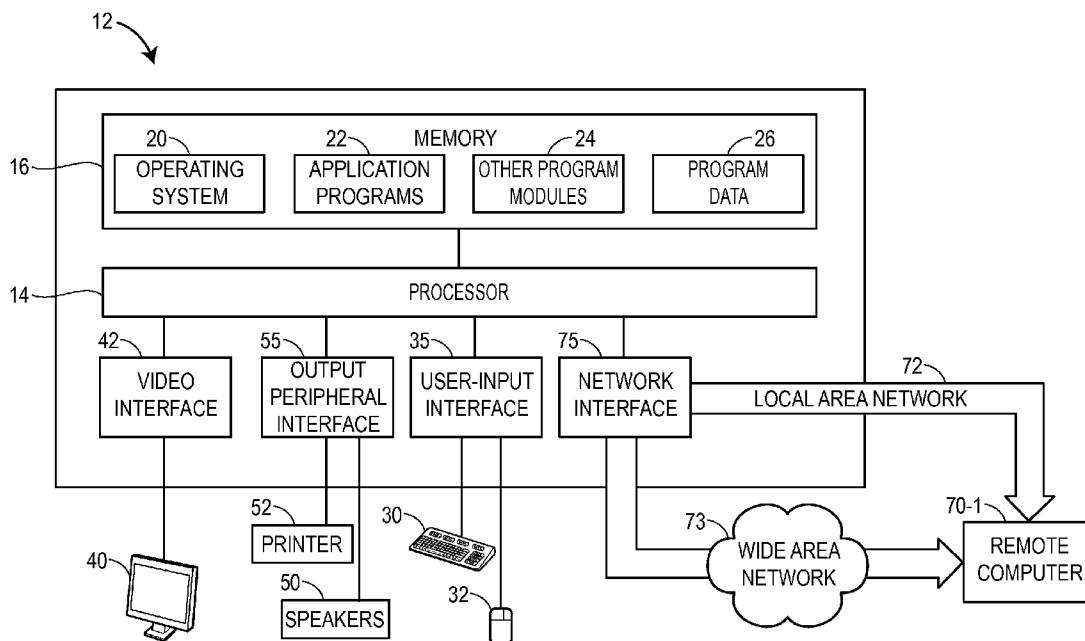 12
MEMORY
16
20
OPERATING
SYSTEM
22
APPLICATION
PROGRAMS
24
OTHER PROGRAM
MODULES
26
PROGRAM
DATA
14
PROCESSOR
42
VIDEO
INTERFACE
55
OUTPUT
PERIPHERAL
INTERFACE
35
USER-INPUT
INTERFACE
75
NETWORK
INTERFACE
72
LOCAL AREA NETWORK
40
52
PRINTER
50
SPEAKERS
30
32
73
WIDE AREA
NETWORK
70-1
REMOTE
COMPUTER